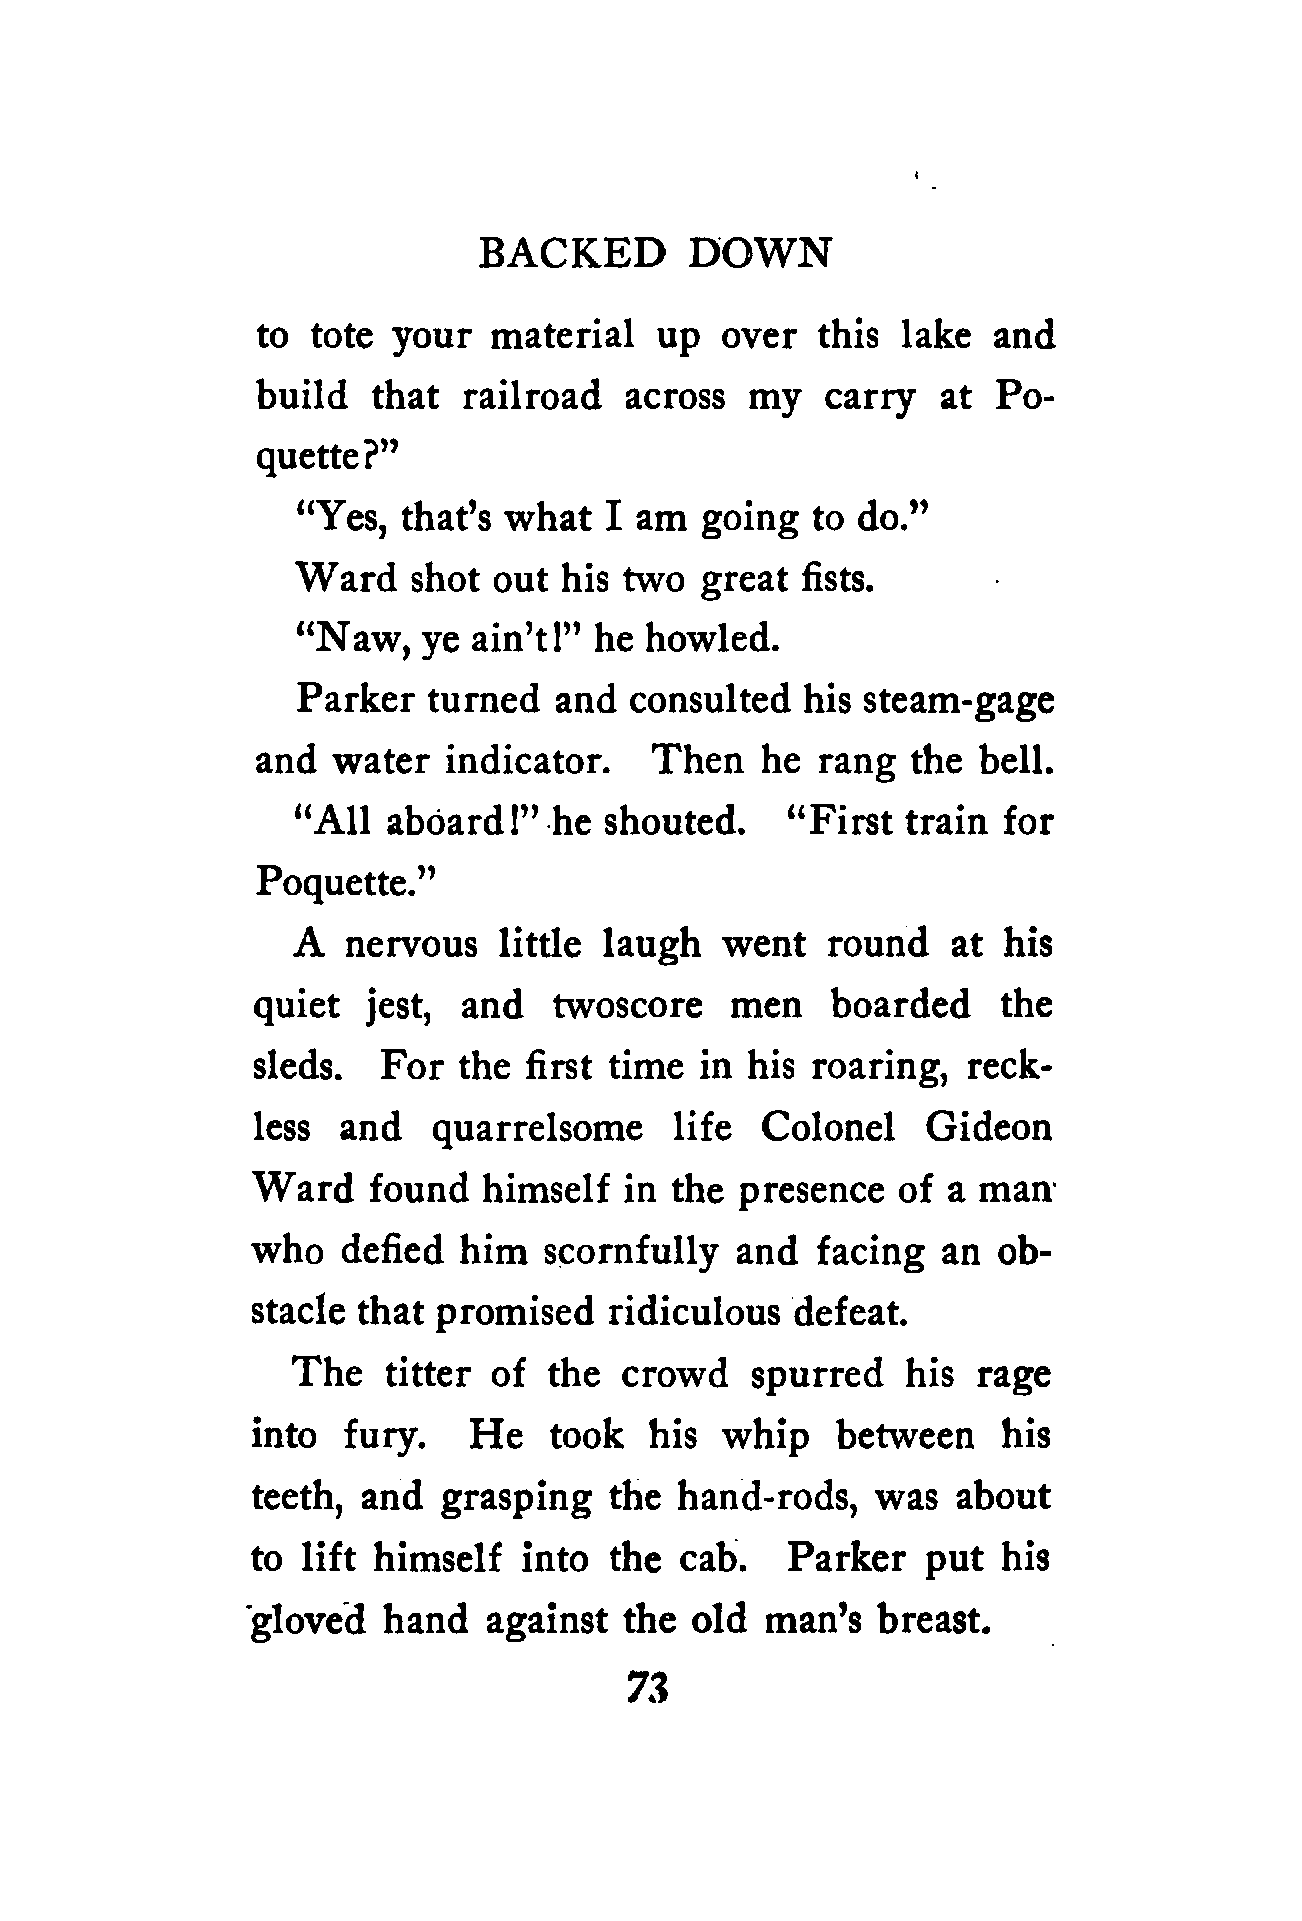 BACKED DOWN
to tote your material up over this lake and
build that railroad across my carry at Po-
quette?”
“Yes, that’s what I am going to do.”
Ward shot out his two great fists.
“Naw, ye ain’t!” he howled.
Parker turned and consulted his steam-gage
and water indicator. Then he rang the bell.
“All aboard!” he shouted. “First train for
Poquette.”
A nervous little laugh went round at his
quiet jest, and twoscore men boarded the
sleds. For the first time in his roaring, reck-
less and quarrelsome life Colonel Gideon
Ward found himself in the presence of a man
who defied him scornfully and facing an ob-
stacle that promised ridiculous defeat.
The titter of the crowd spurred his rage
into fury. He took his whip between his
teeth, and grasping the hand-rods, was about
to lift himself into the cab. Parker put his
gloved hand against the old man’s breast.
73